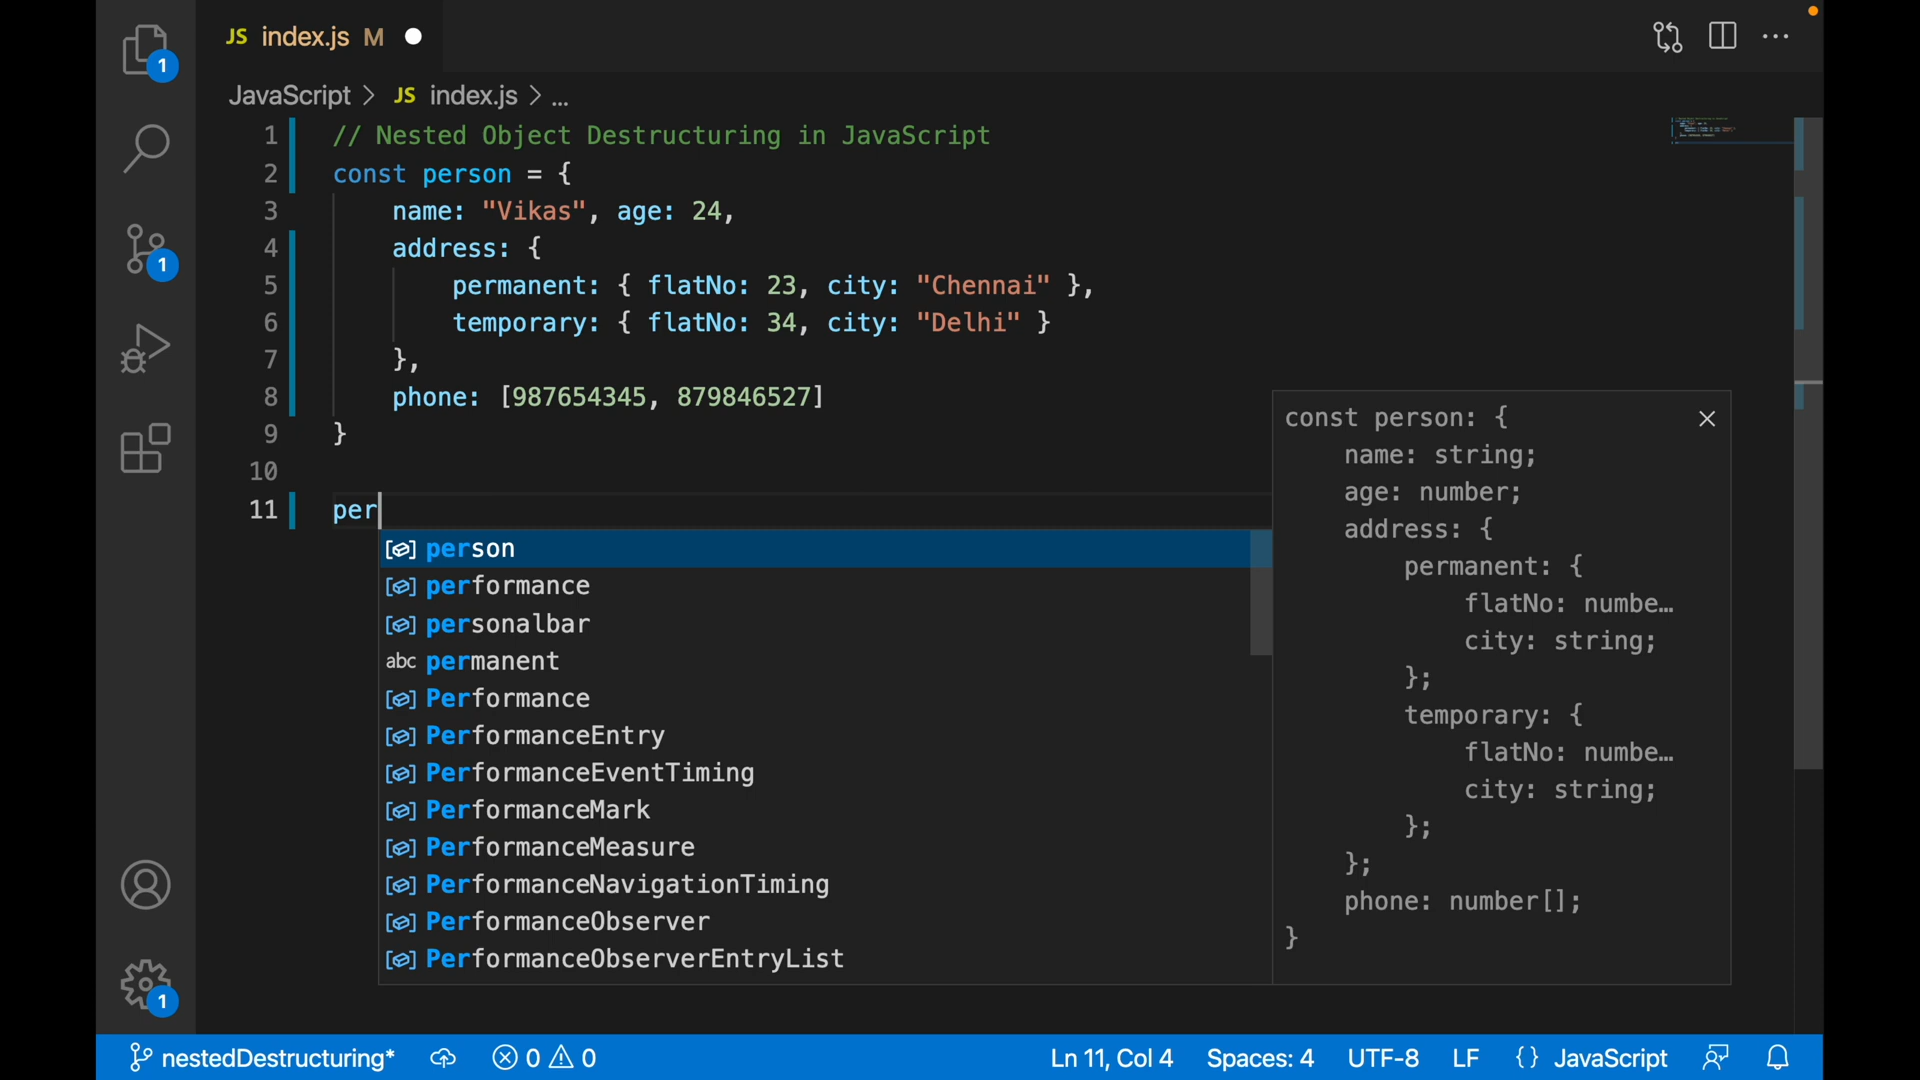 JS index.js M
1
JavaScript > JS index.js > ...
1 // Nested Object Destructuring in JavaScript
2 const person = {
3 name: "Vikas", age: 24,
4 address: {
5 permanent: { flatNo: 23, city: "Chennai" },
6 temporary: { flatNo: 34, city: "Delhi" }
7 },
8 phone: [987654345, 879846527]
9 }
10
11 per
1
person
performance
personalbar
abc permanent
Performance
PerformanceEntry
PerformanceEventTiming
PerformanceMark
PerformanceMeasure
PerformanceNavigationTiming
PerformanceObserver
PerformanceObserverEntryList
const person: {
name: string;
age: number;
address: {
permanent: {
flatNo: numbe…
city: string;
};
temporary: {
flatNo: numbe…
city: string;
};
};
phone: number[];
}
1
nestedDestructuring* 0 0 Ln 11, Col 4 Spaces: 4 UTF-8 LF {} JavaScript